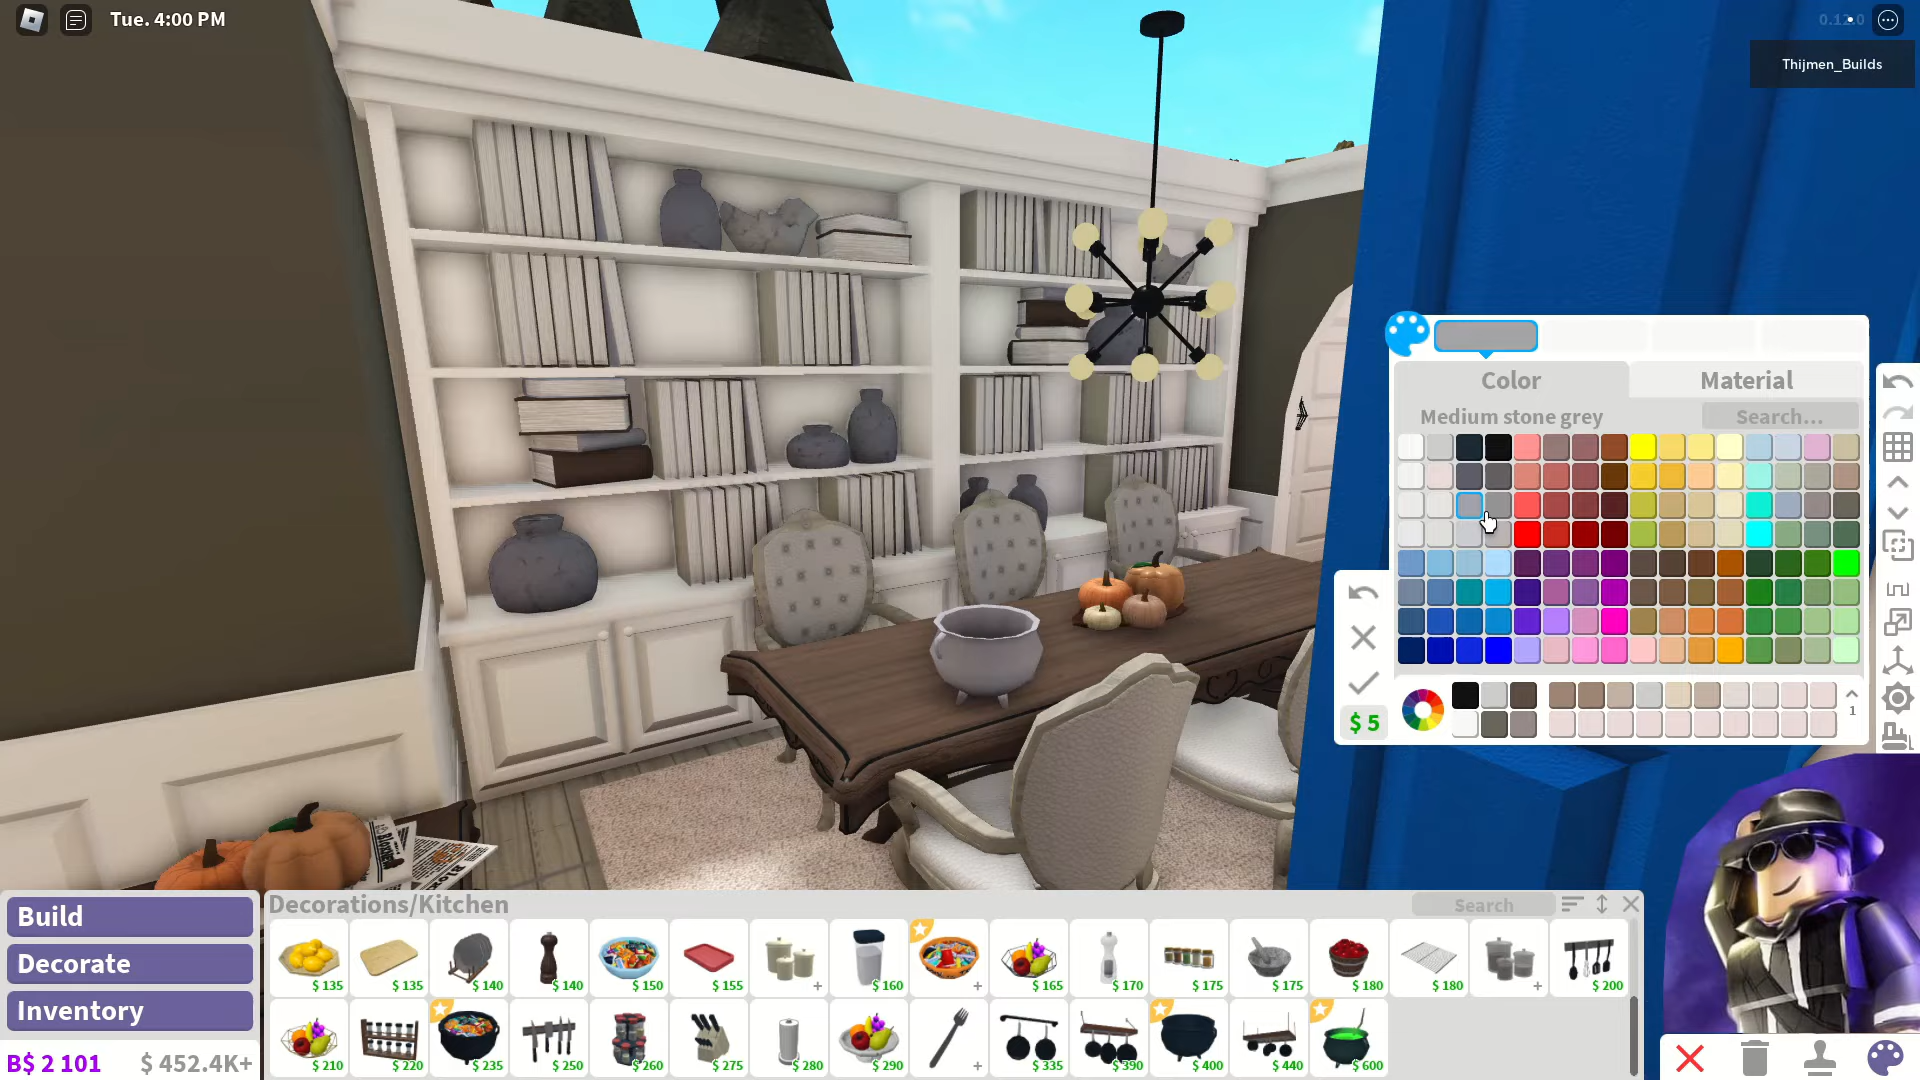 Tue. 4:00 PM
Thijmen_Builds
Color
Material
Medium stone grey
Search...
1
$ 5
Build
Decorate
Inventory
B$ 2 101
$ 452.4K+
Decorations/Kitchen
Search
$ 135
$ 135
$ 140
$ 140
$ 150
$ 155
+
$ 160
+
$ 165
$ 170
$ 175
$ 175
$ 180
$ 180
+
$ 200
$ 210
$ 220
$ 235
$ 250
$ 260
$ 275
$ 280
$ 290
+
$ 335
$ 390
$ 400
$ 440
$ 600